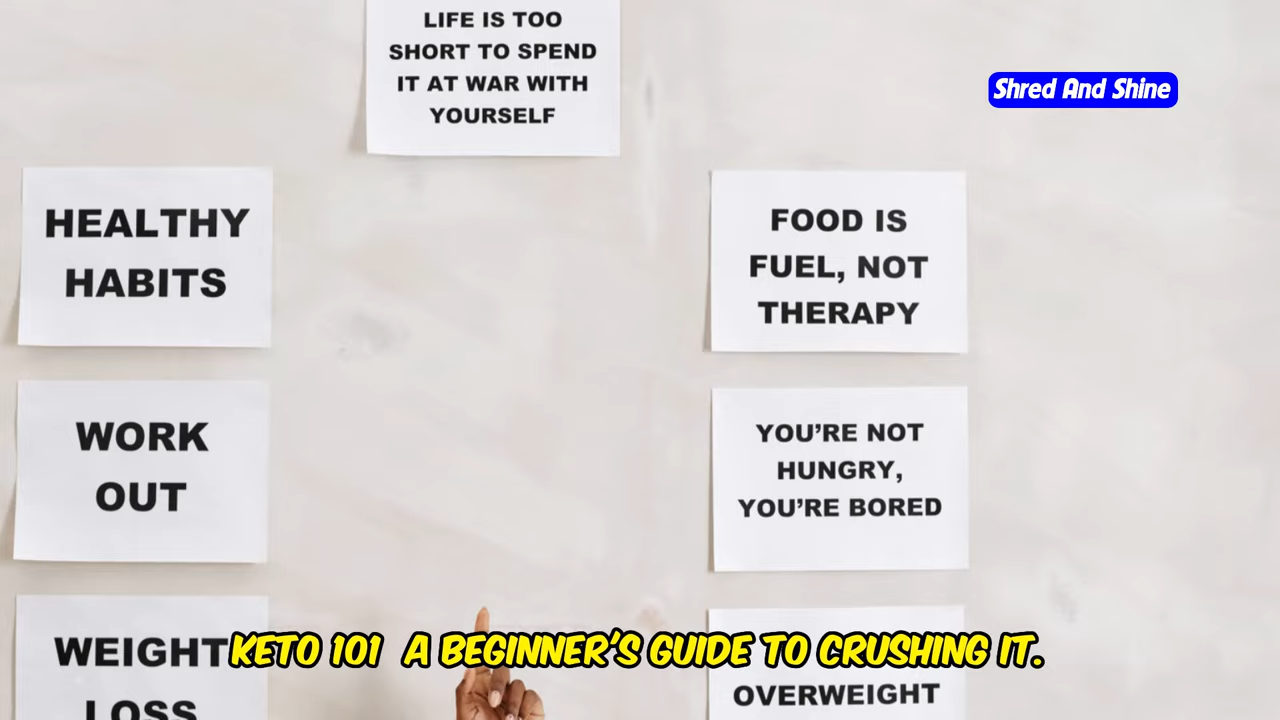 LIFE IS TOO
SHORT TO SPEND
IT AT WAR WITH
YOURSELF
Shred And Shine
HEALTHY
HABITS
FOOD IS
FUEL, NOT
THERAPY
WORK
OUT
YOU'RE NOT
HUNGRY,
YOU'RE BORED
WEIGHT
LOSS
KETO 101 A BEGINNER'S GUIDE TO CRUSHING IT.
OVERWEIGHT